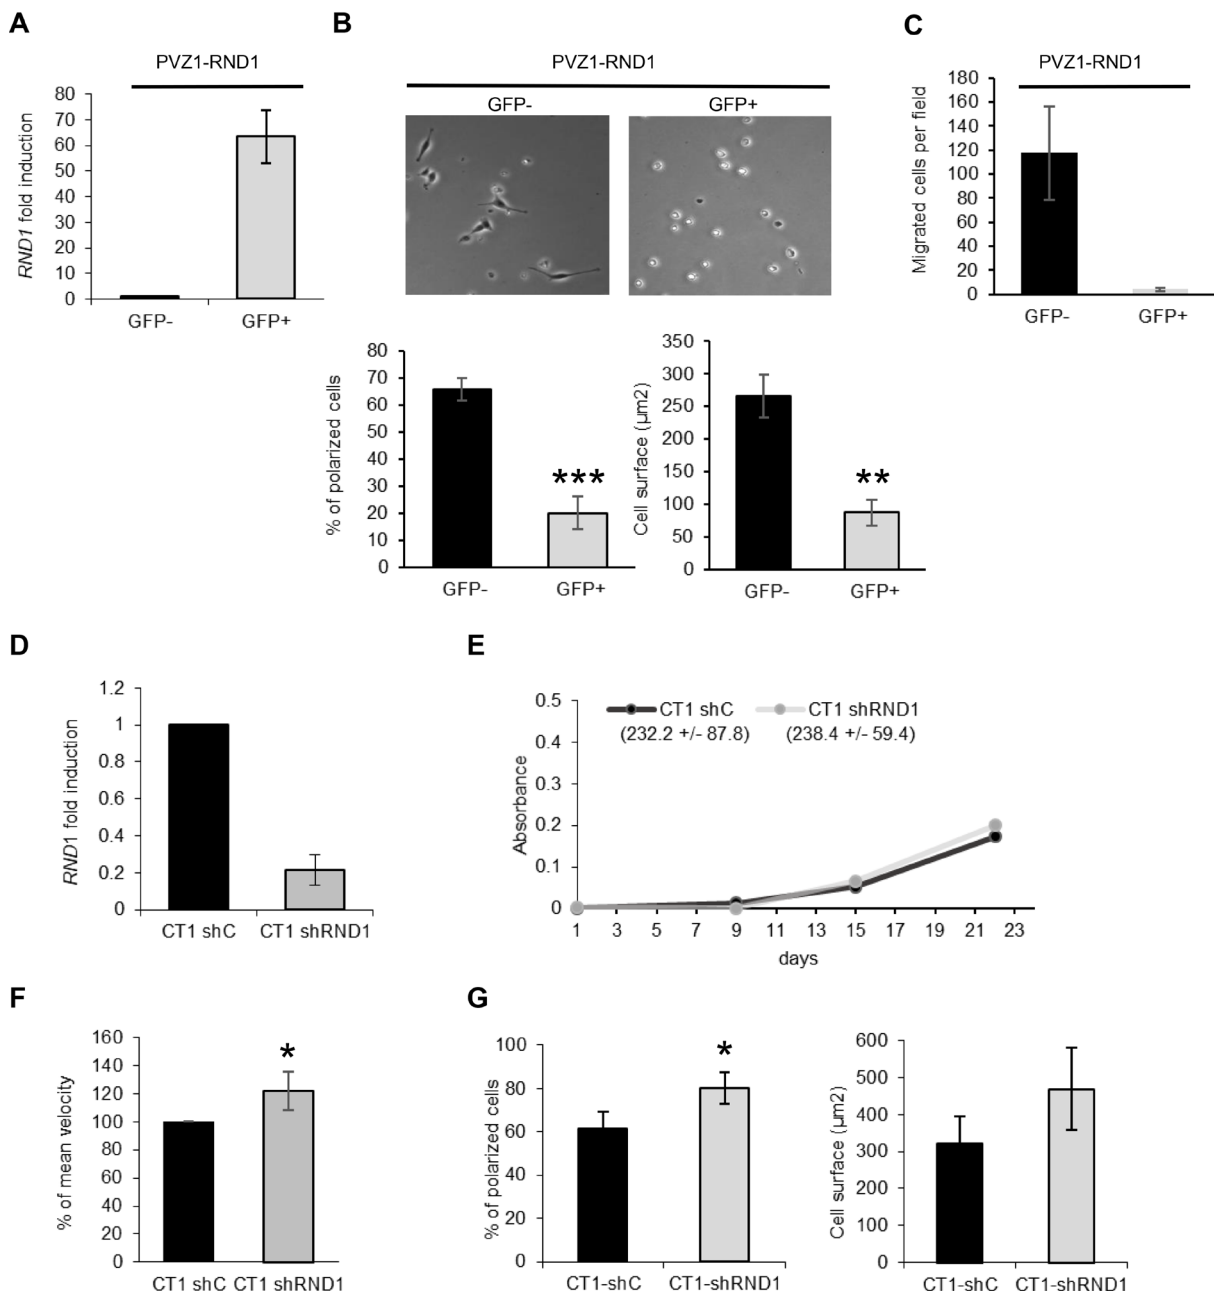 A
PVZ1-RND1
RND1 fold induction
80
70
60
50
40
30
20
10
0
GFP-
GFP+
B
PVZ1-RND1
GFP-
GFP+
% of polarized cells
80
70
60
50
40
30
20
10
0
***
GFP-
GFP+
Cell surface (µm2)
350
300
250
200
150
100
50
0
**
GFP-
GFP+
C
PVZ1-RND1
Migrated cells per field
180
160
140
120
100
80
60
40
20
0
GFP-
GFP+
D
RND1 fold induction
1.2
1
0.8
0.6
0.4
0.2
0
CT1 shC
CT1 shRND1
E
Absorbance
0.5
0.4
0.3
0.2
0.1
0
CT1 shC
(232.2 +/- 87.8)
CT1 shRND1
(238.4 +/- 59.4)
1 3 5 7 9 11 13 15 17 19 21 23
days
F
% of mean velocity
160
140
120
100
80
60
40
20
0
*
CT1 shC
CT1 shRND1
G
% of polarized cells
100
80
60
40
20
0
*
CT1-shC
CT1-shRND1
Cell surface (µm2)
600
500
400
300
200
100
0
CT1-shC
CT1-shRND1